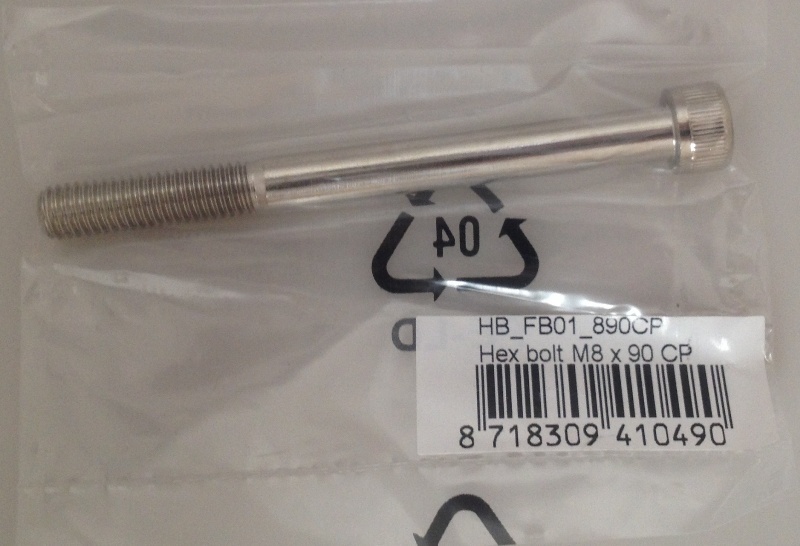 04
HB_FB01_890CP
Hex bolt M8 x 90 CP
8 718309 410490